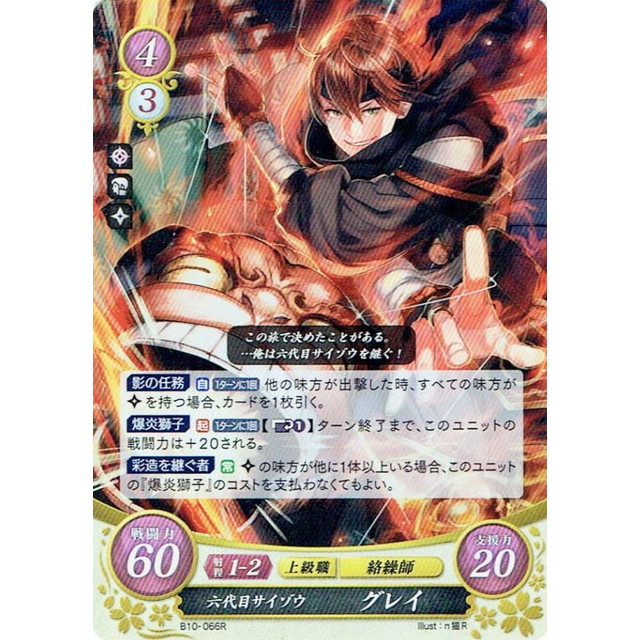 4
3
この旅で決めたことがある。
…俺は六代目サイゾウを継ぐ!
影の任務 自 1ターンに1回 他の味方が出撃した時、すべての味方が
を持つ場合、カードを1枚引く。
爆炎獅子 起 1ターンに1回【 1】ターン終了まで、このユニットの
戦闘力は+20される。
彩造を継ぐ者 常 の味方が他に1体以上いる場合、このユニット
の『爆炎獅子』のコストを支払わなくてもよい。
戦闘力
60
射程 1-2 上級職 絡繰師
支援力
20
六代目サイゾウ グレイ
B10-066R Illust:n猫R